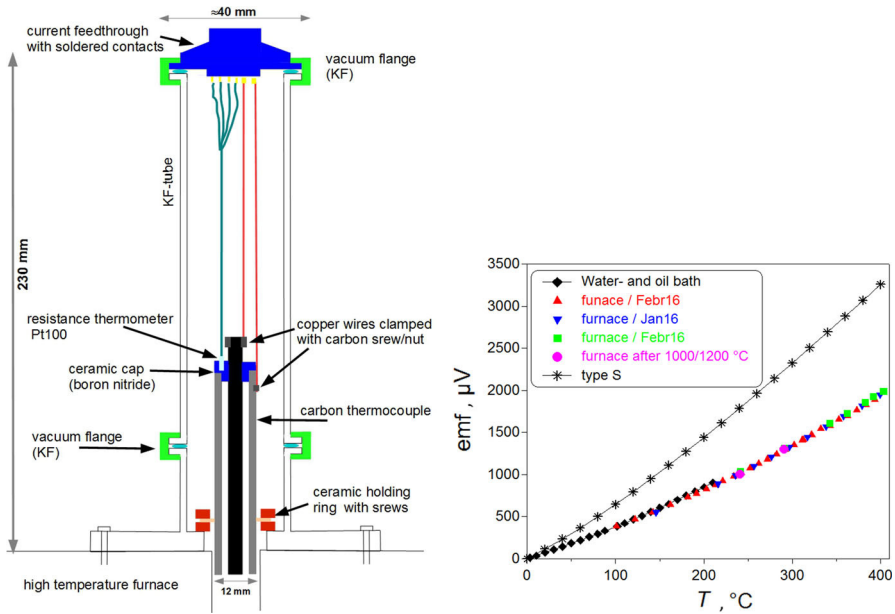 ≈40 mm
current feedthrough
with soldered contacts
vacuum flange
(KF)
KF-tube
230 mm
resistance thermometer
Pt100
copper wires clamped
with carbon srew/nut
ceramic cap
(boron nitride)
carbon thermocouple
vacuum flange
(KF)
ceramic holding
ring with srews
high temperature furnace
12 mm
emf , µV
3500
3000
2500
2000
1500
1000
500
0
Water- and oil bath
funace / Febr16
furnace / Jan16
furnace / Febr16
furnace after 1000/1200 °C
type S
0 100 200 300 400
T , °C